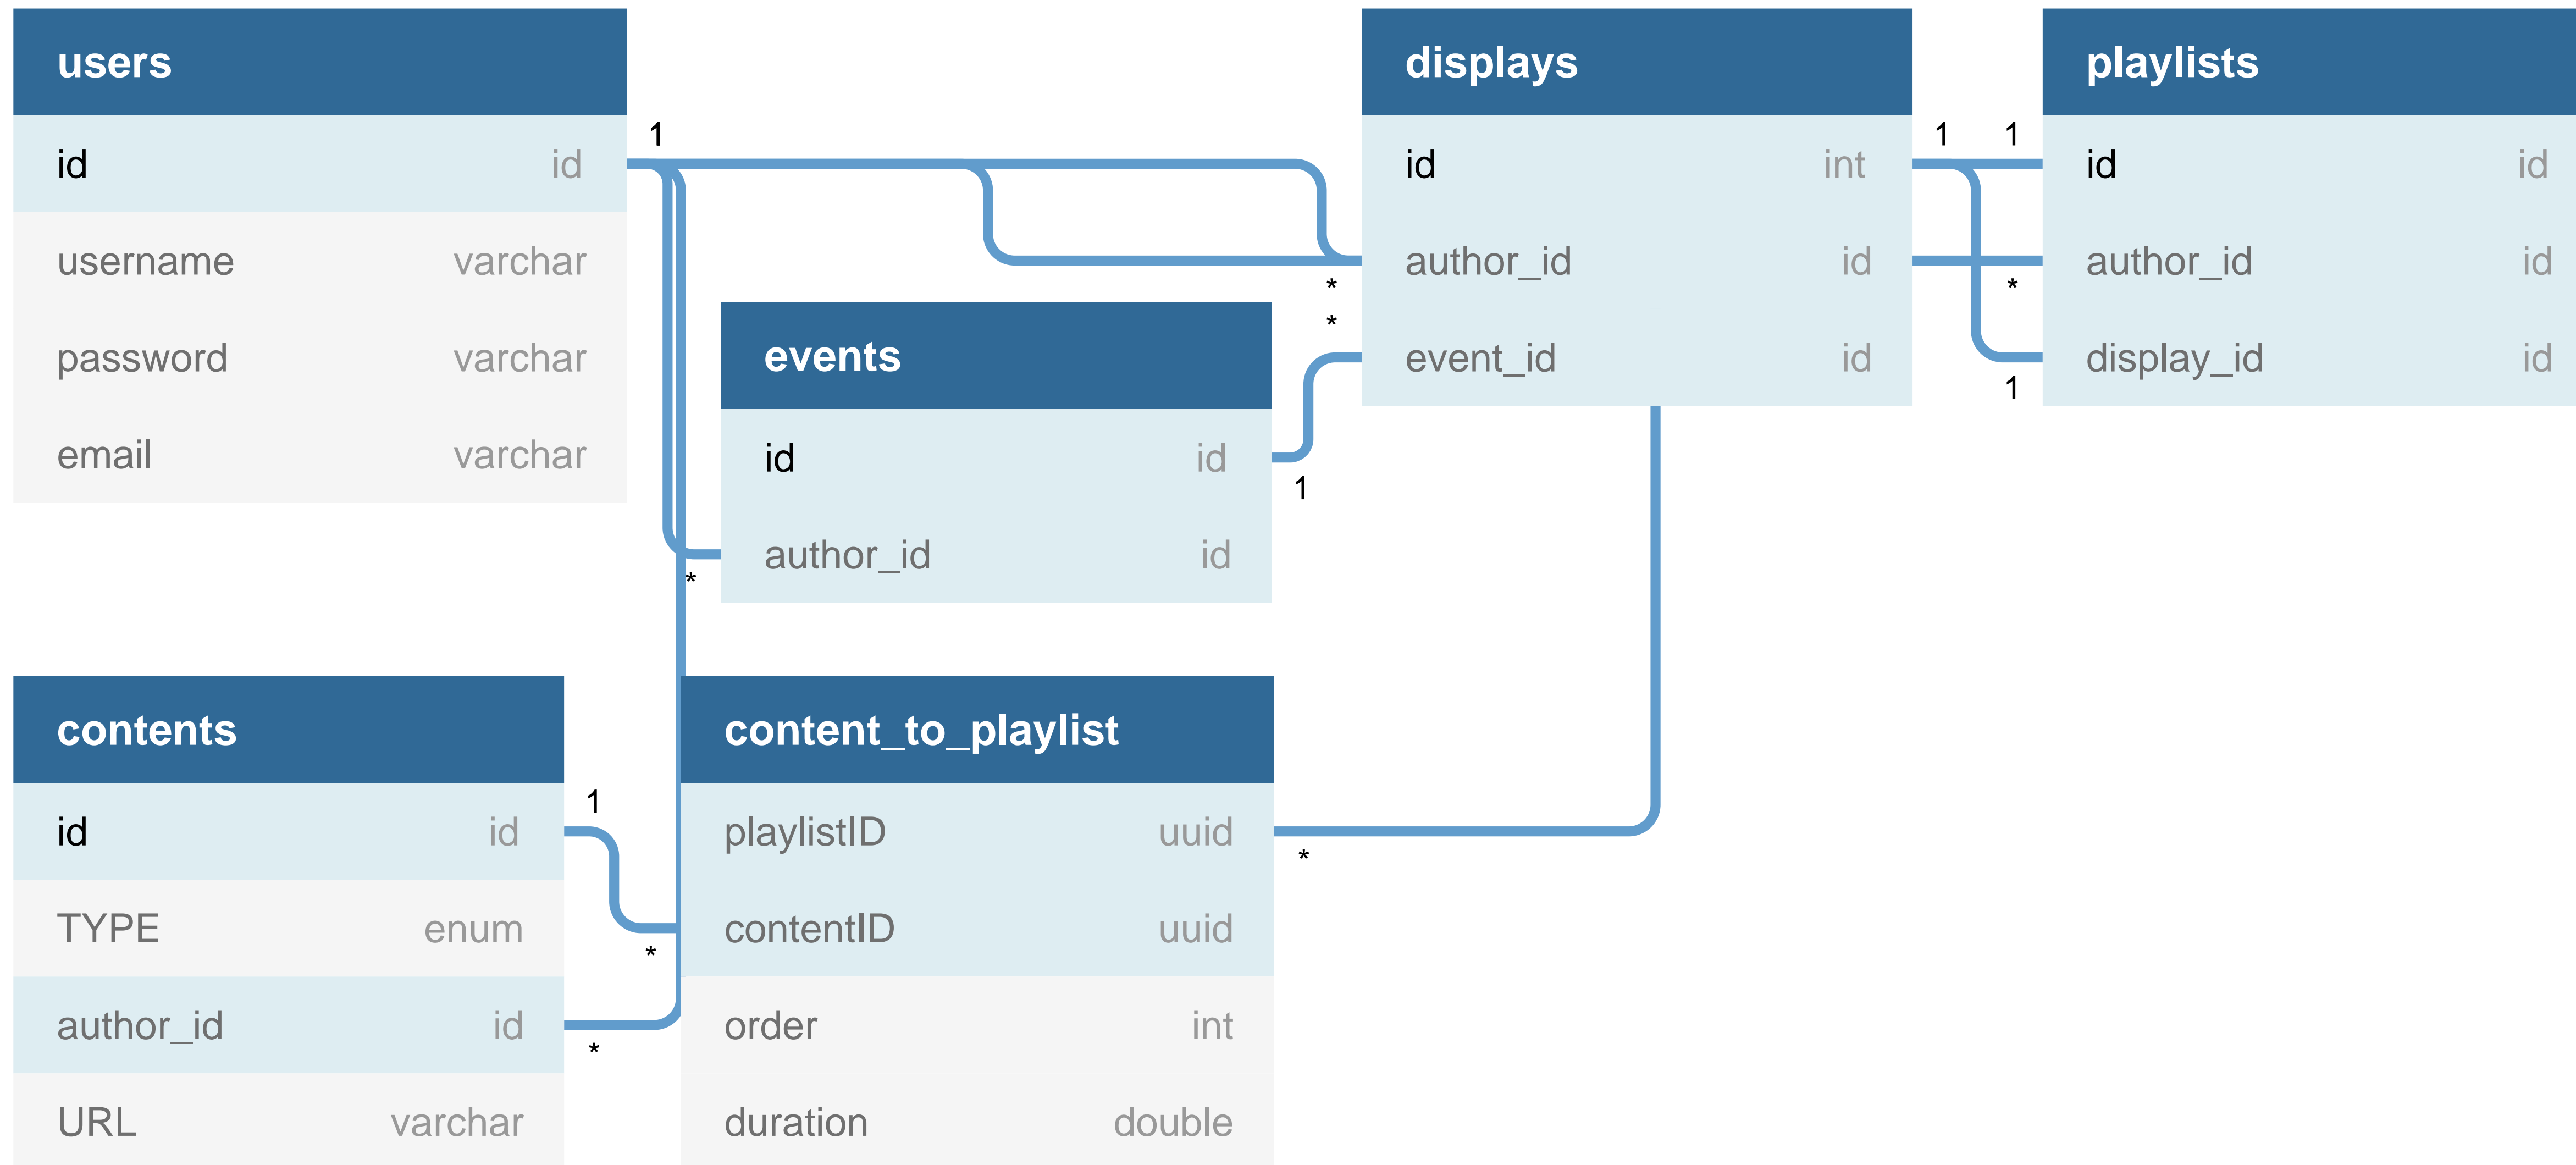 users
id id
username varchar
password varchar
email varchar
1
*
events
id id
author_id id
1
*
*
displays
id int
author_id id
event_id id
1
1
*
1
playlists
id id
author_id id
display_id id
contents
id id
TYPE enum
author_id id
URL varchar
1
*
*
content_to_playlist
playlistID uuid
contentID uuid
order int
duration double
*